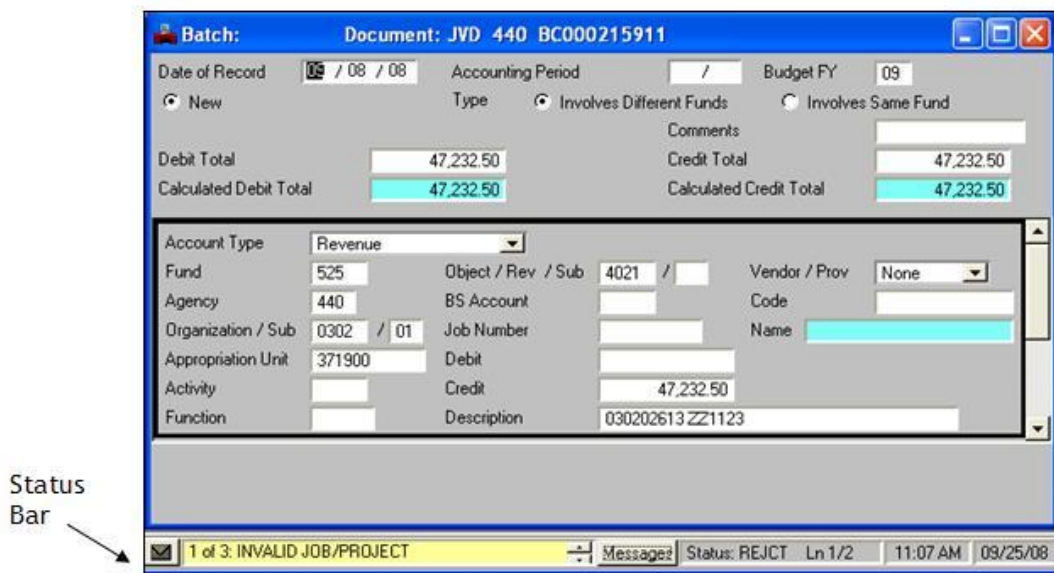 Batch: Document: JVD 440 BC000215911
Date of Record 09 / 08 / 08 Accounting Period / Budget FY 09
New Type Involves Different Funds Involves Same Fund
Comments
Debit Total 47,232.50 Credit Total 47,232.50
Calculated Debit Total 47,232.50 Calculated Credit Total 47,232.50
Account Type Revenue
Fund 525 Object / Rev / Sub 4021 / Vendor / Prov None
Agency 440 BS Account Code
Organization / Sub 0302 / 01 Job Number Name
Appropriation Unit 371900 Debit
Activity Credit 47,232.50
Function Description 030202613ZZ1123
Status
Bar
1 of 3: INVALID JOB/PROJECT Messages Status: REJCT Ln 1/2 11:07 AM 09/25/08